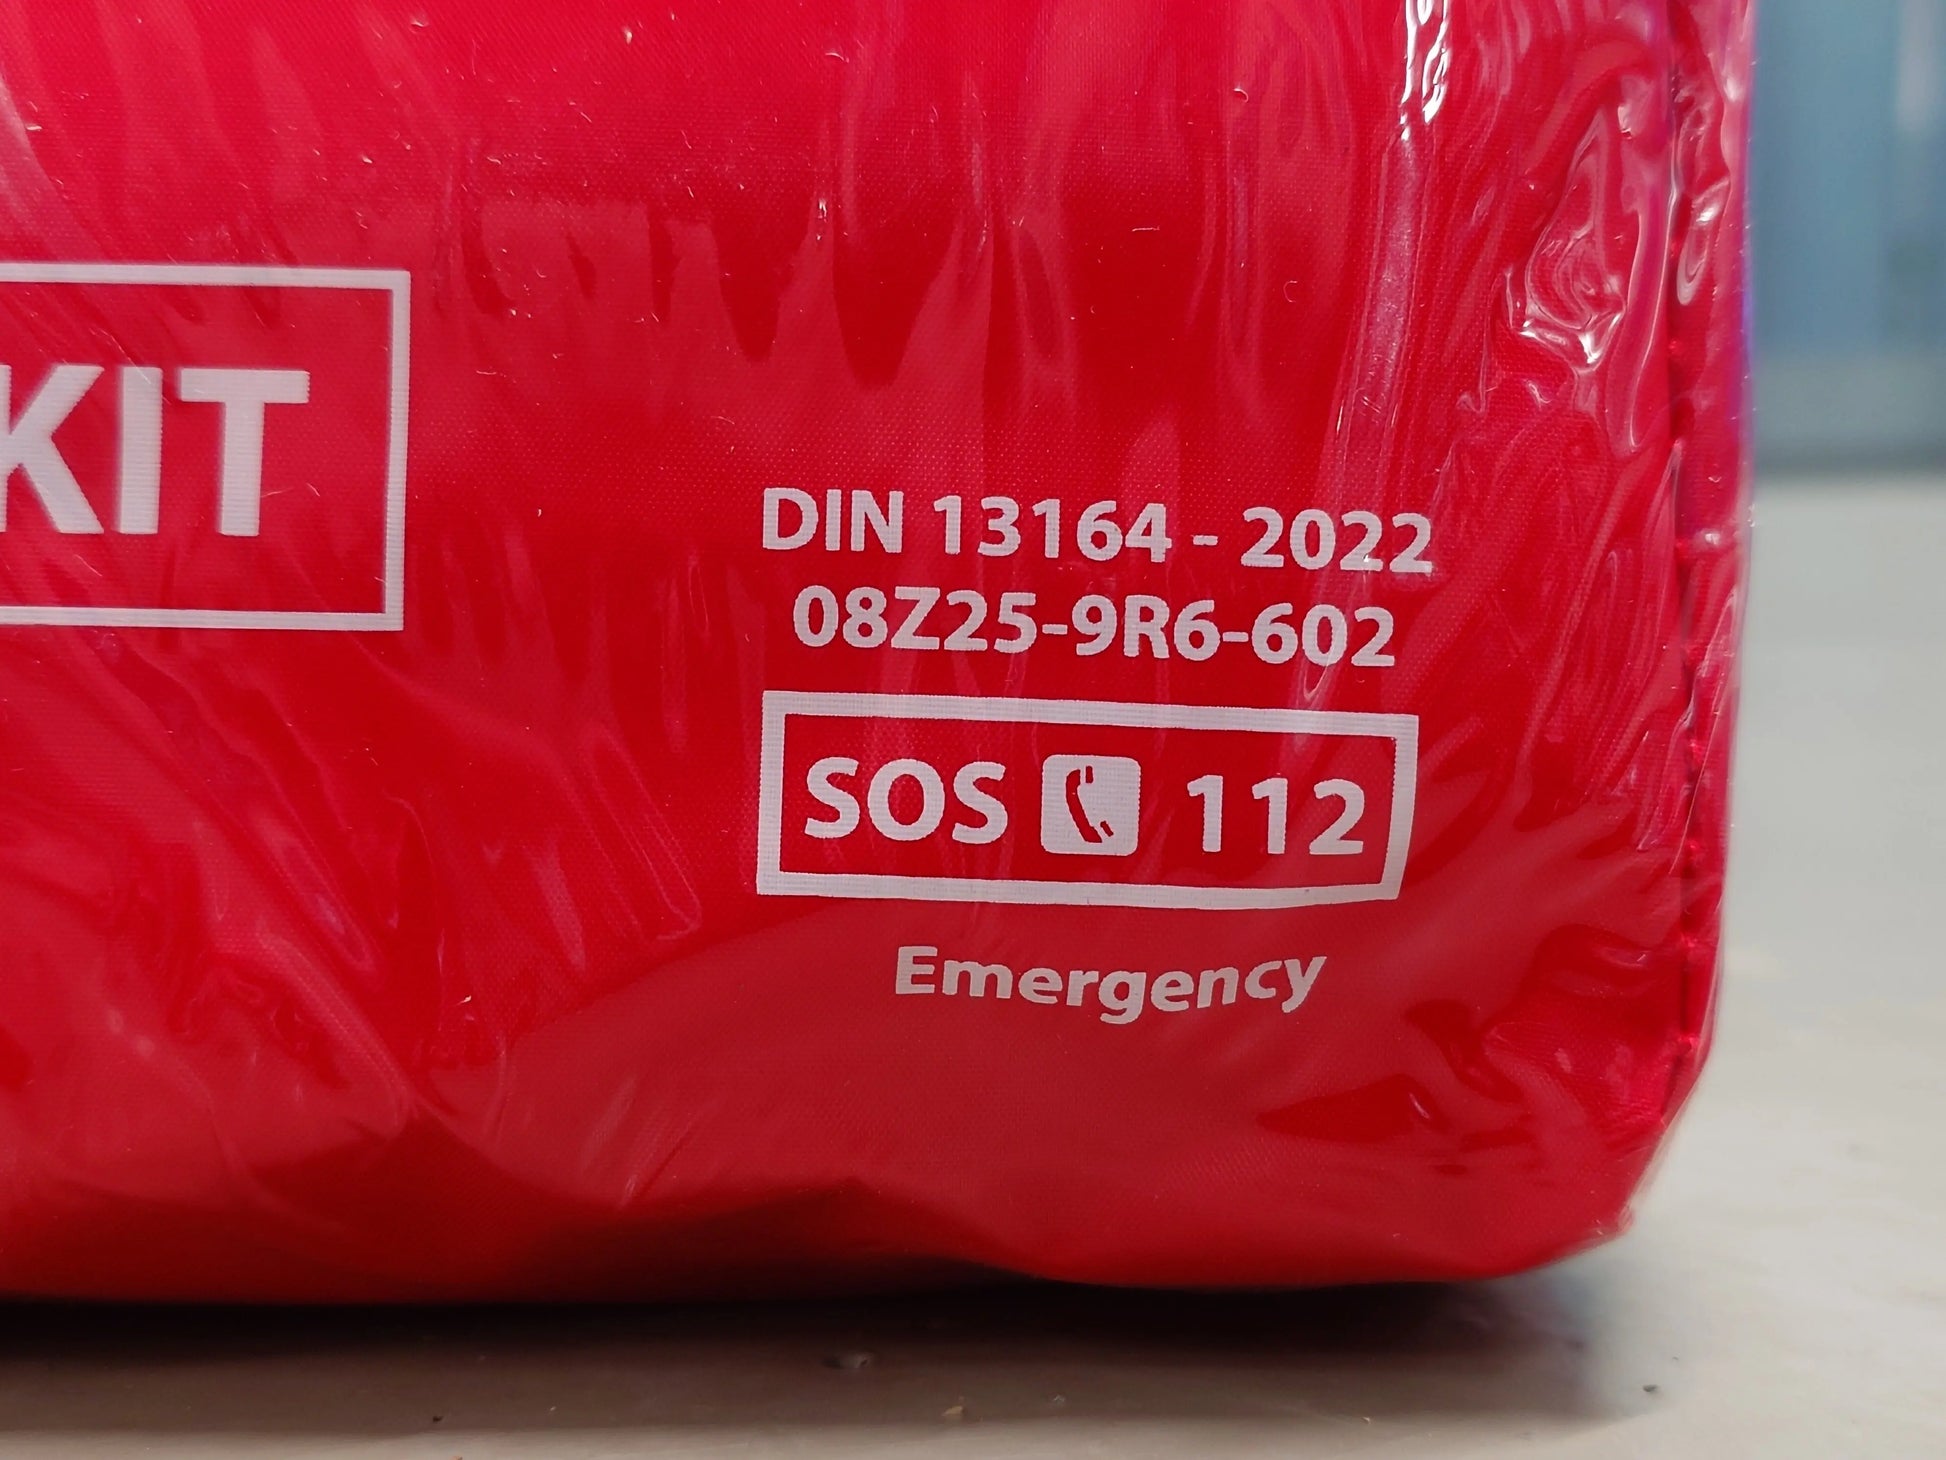 KIT
DIN 13164 - 2022
08Z25-9R6-602
SOS 112
Emergency